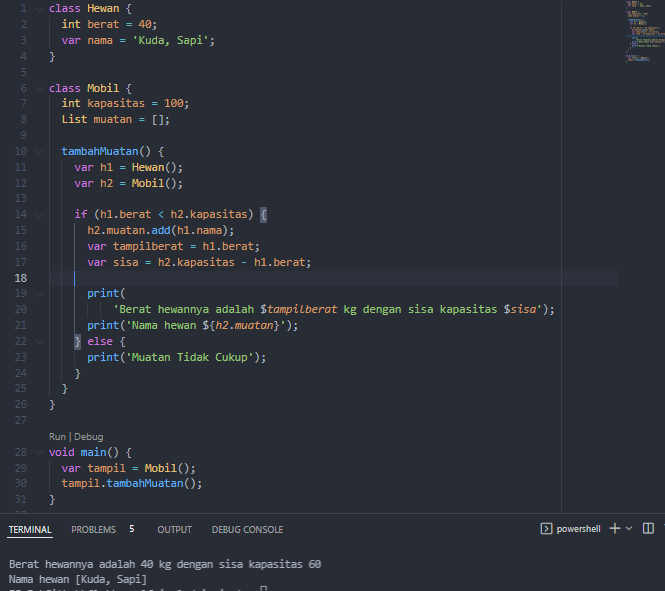 1 class Hewan {
2   int berat = 40;
3   var nama = 'Kuda, Sapi';
4 }
5
6 class Mobil {
7   int kapasitas = 100;
8   List muatan = [];
9
10   tambahMuatan() {
11     var h1 = Hewan();
12     var h2 = Mobil();
13
14     if (h1.berat < h2.kapasitas) {
15       h2.muatan.add(h1.nama);
16       var tampilberat = h1.berat;
17       var sisa = h2.kapasitas - h1.berat;
18
19       print(
20           'Berat hewannya adalah $tampilberat kg dengan sisa kapasitas $sisa');
21       print('Nama hewan ${h2.muatan}');
22     } else {
23       print('Muatan Tidak Cukup');
24     }
25   }
26 }
27
Run | Debug
28 void main() {
29   var tampil = Mobil();
30   tampil.tambahMuatan();
31 }
TERMINAL PROBLEMS 5 OUTPUT DEBUG CONSOLE powershell
Berat hewannya adalah 40 kg dengan sisa kapasitas 60
Nama hewan [Kuda, Sapi]